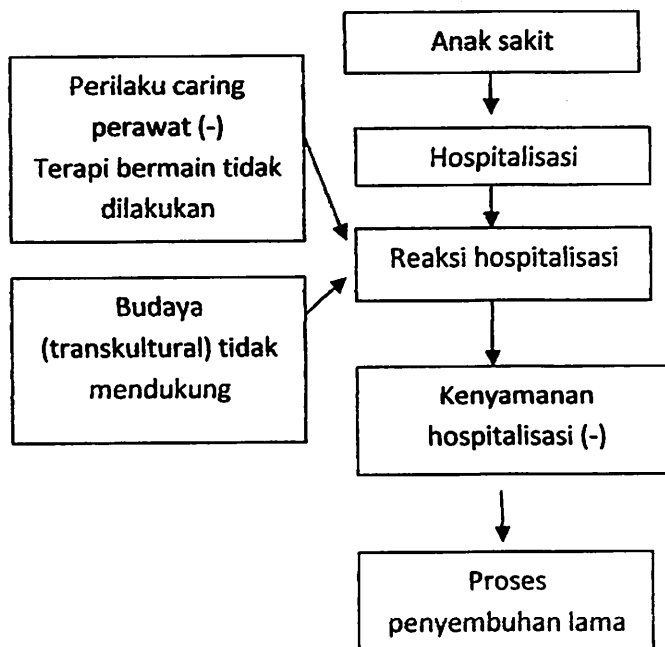 Anak sakit
Perilaku caring
perawat (-)
Terapi bermain tidak
dilakukan
Hospitalisasi
Reaksi hospitalisasi
Budaya
(transkultural) tidak
mendukung
Kenyamanan
hospitalisasi (-)
Proses
penyembuhan lama